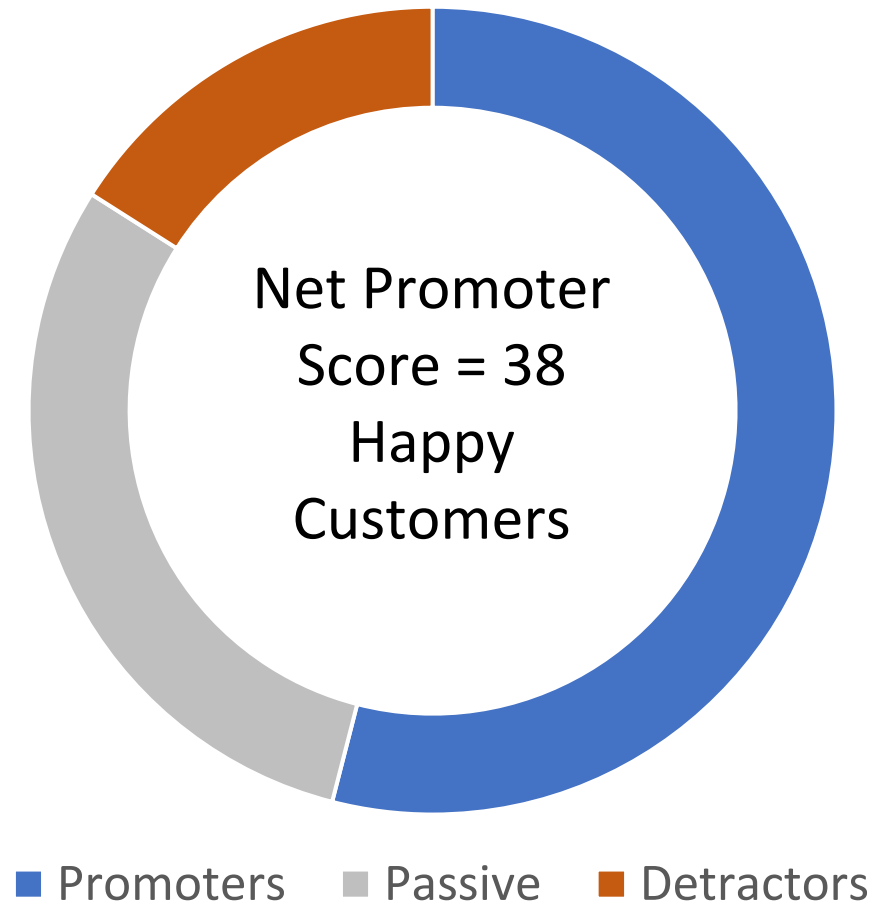 Net Promoter
Score = 38
Happy
Customers
Promoters Passive Detractors